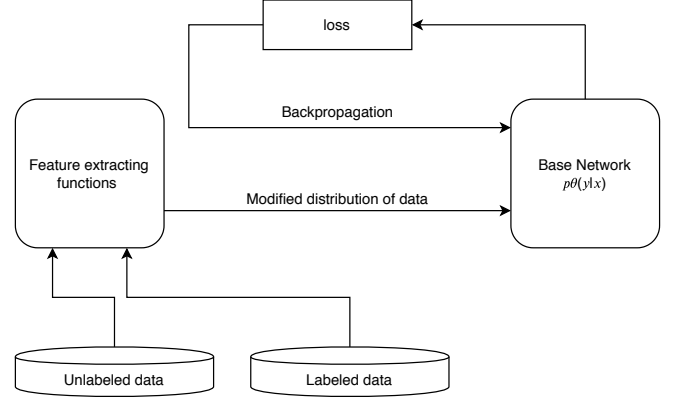 loss
Backpropagation
Feature extracting
functions
Base Network
pθ(y|x)
Modified distribution of data
Unlabeled data
Labeled data